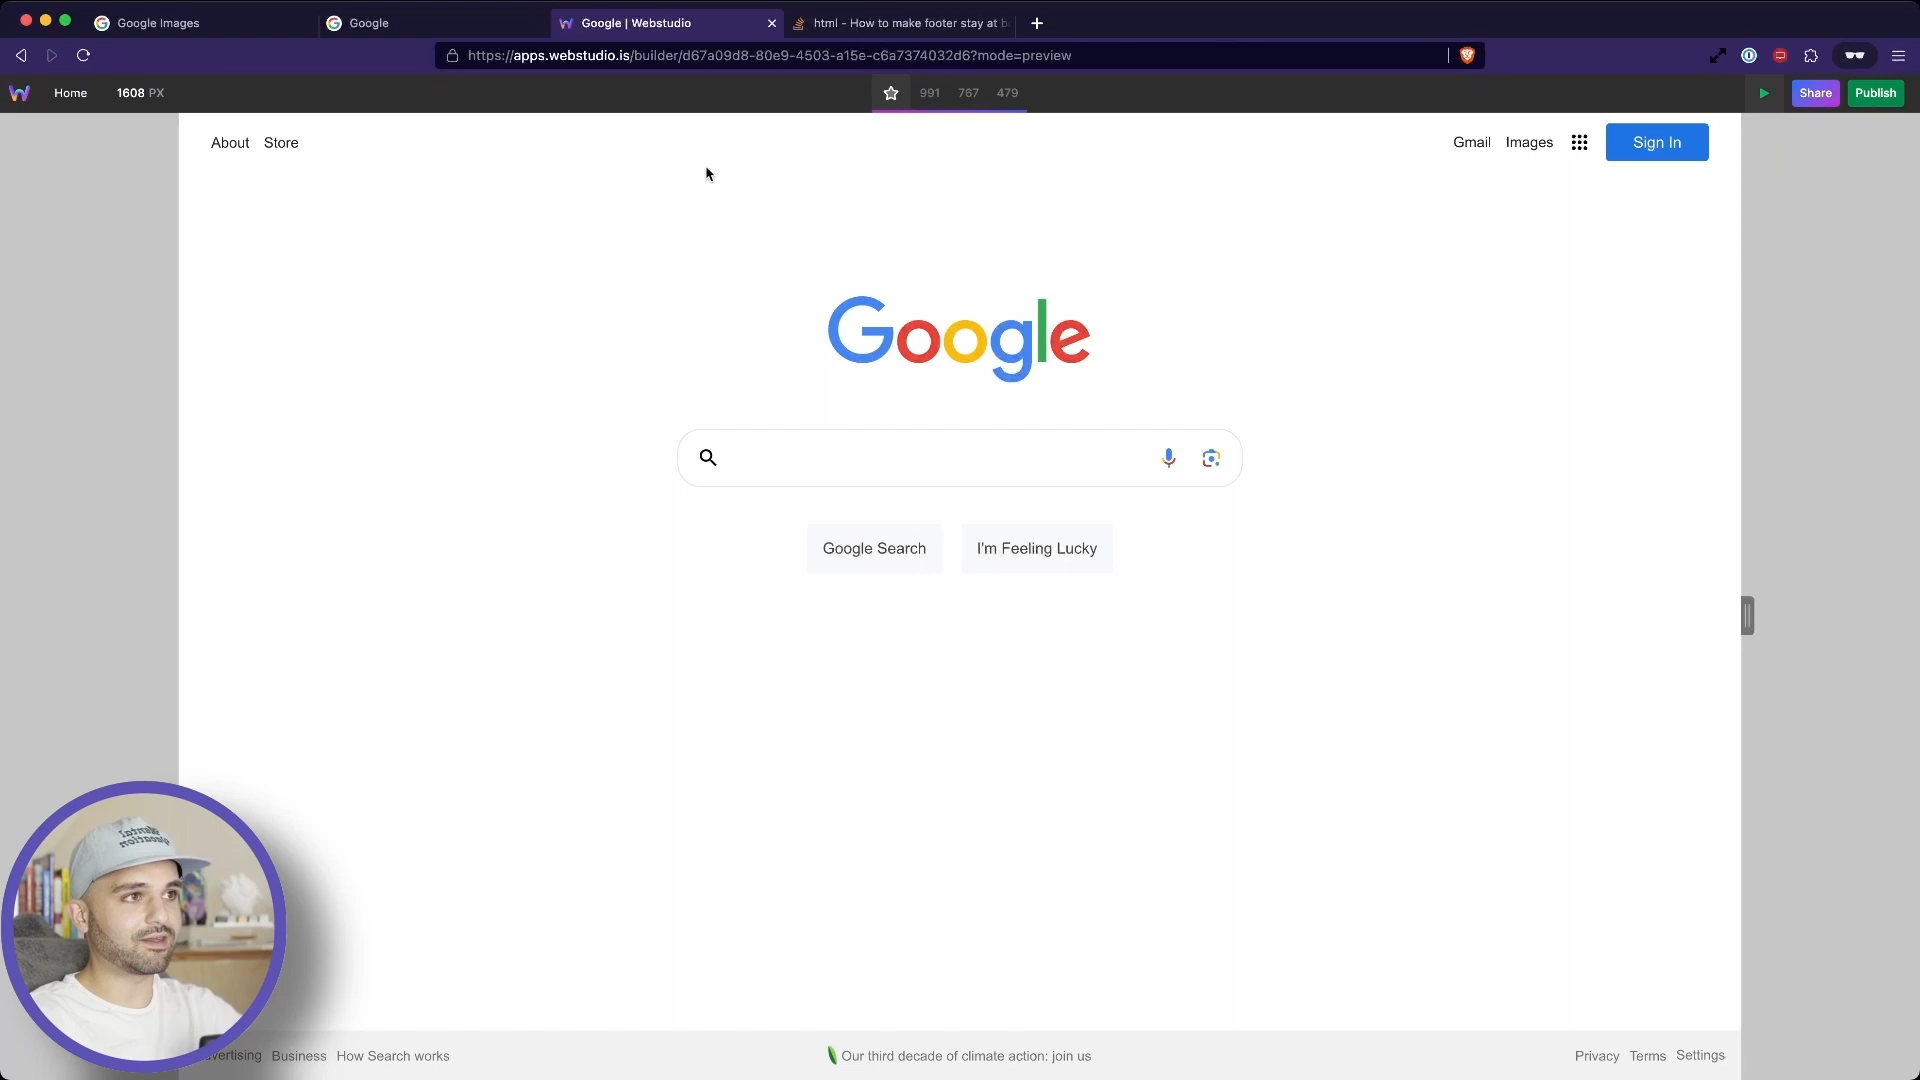 Google Images
Google
Google | Webstudio
html - How to make footer stay at b
https://apps.webstudio.is/builder/d67a09d8-80e9-4503-a15e-c6a7374032d6?mode=preview
Home
1608 PX
991
767
479
Share
Publish
About
Store
Gmail
Images
Sign In
Google
Google Search
I'm Feeling Lucky
Business
How Search works
Our third decade of climate action: join us
Privacy
Terms
Settings